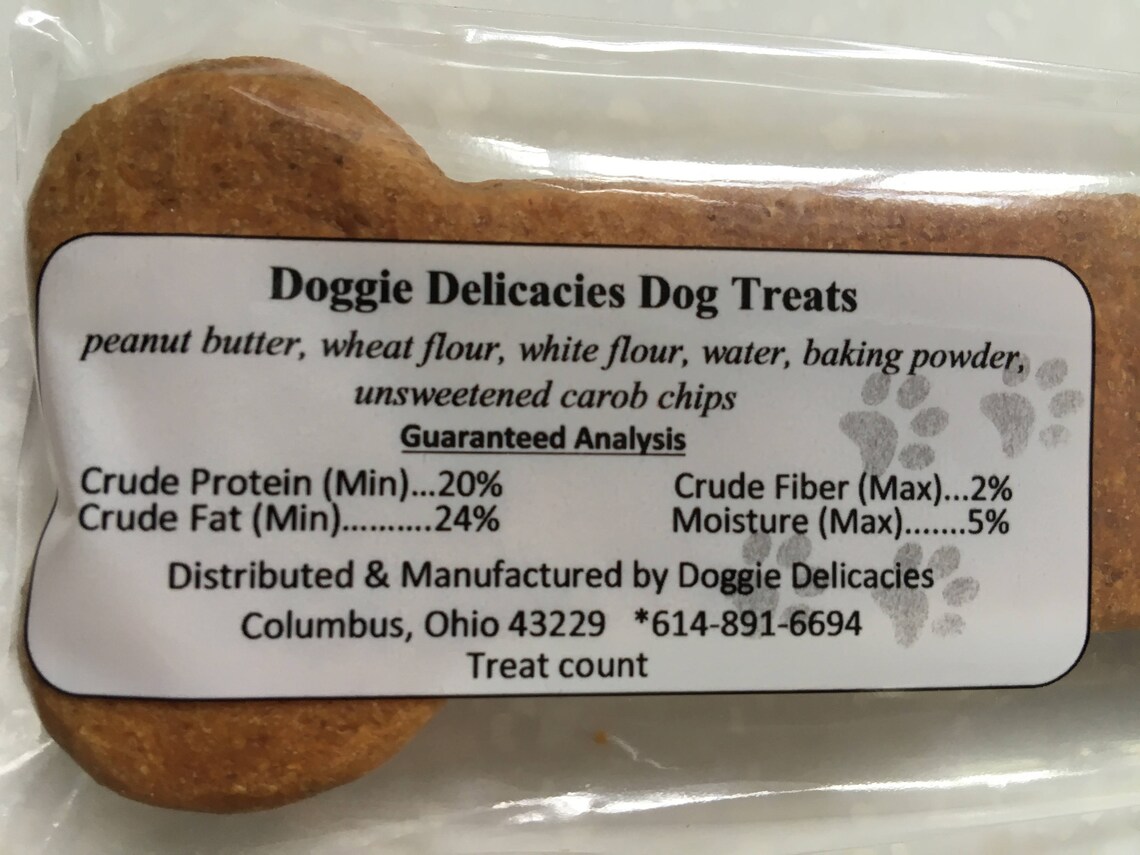 Doggie Delicacies Dog Treats
peanut butter, wheat flour, white flour, water, baking powder,
unsweetened carob chips
Guaranteed Analysis
Crude Protein (Min)...20% Crude Fiber (Max)...2%
Crude Fat (Min)..........24% Moisture (Max).......5%
Distributed & Manufactured by Doggie Delicacies
Columbus, Ohio 43229 *614-891-6694
Treat count